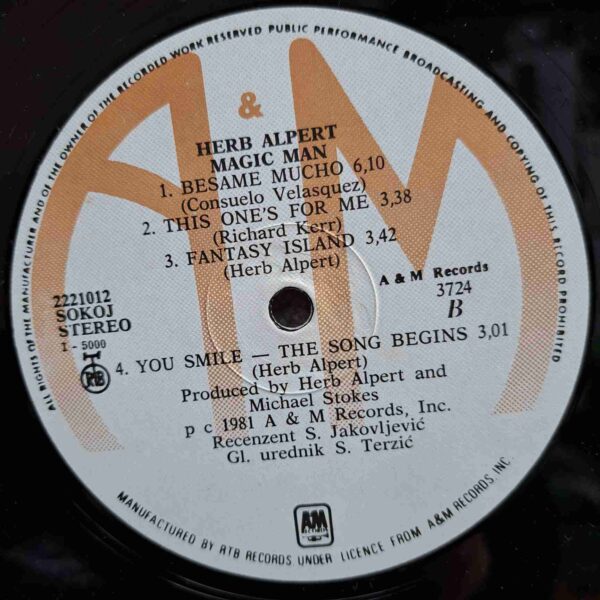 ALL RIGHTS OF THE MANUFACTURER AND OF THE OWNER OF THE RECORDED WORK RESERVED. PUBLIC PERFORMANCE BROADCASTING AND COPYING OF THIS RECORD PROHIBITED
&
HERB ALPERT
MAGIC MAN
1. BESAME MUCHO 6,10
(Consuelo Velasquez)
2. THIS ONE'S FOR ME 3,38
(Richard Kerr)
3. FANTASY ISLAND 3,42
(Herb Alpert)
A & M Records
3724
B
2221012
SOKOJ
STEREO
I - 5000
RTB
4. YOU SMILE — THE SONG BEGINS 3,01
(Herb Alpert)
Produced by Herb Alpert and
Michael Stokes
p c 1981 A & M Records, Inc.
Recenzent S. Jakovljević
Gl. urednik S. Terzić
A&M
RECORDS
MANUFACTURED BY RTB RECORDS UNDER LICENCE FROM A&M RECORDS INC.